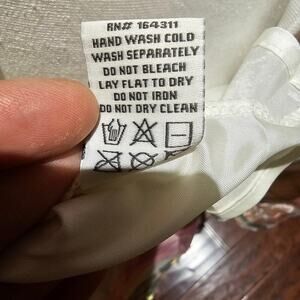 RN# 164311
HAND WASH COLD
WASH SEPARATELY
DO NOT BLEACH
LAY FLAT TO DRY
DO NOT IRON
DO NOT DRY CLEAN